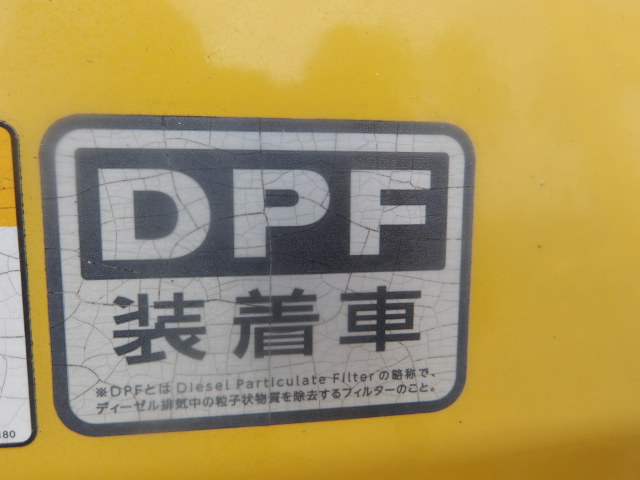 DPF
装着車
※DPFとはDiesel Particulate Filterの略称で、
ディーゼル排気中の粒子状物質を除去するフィルターのこと。
180